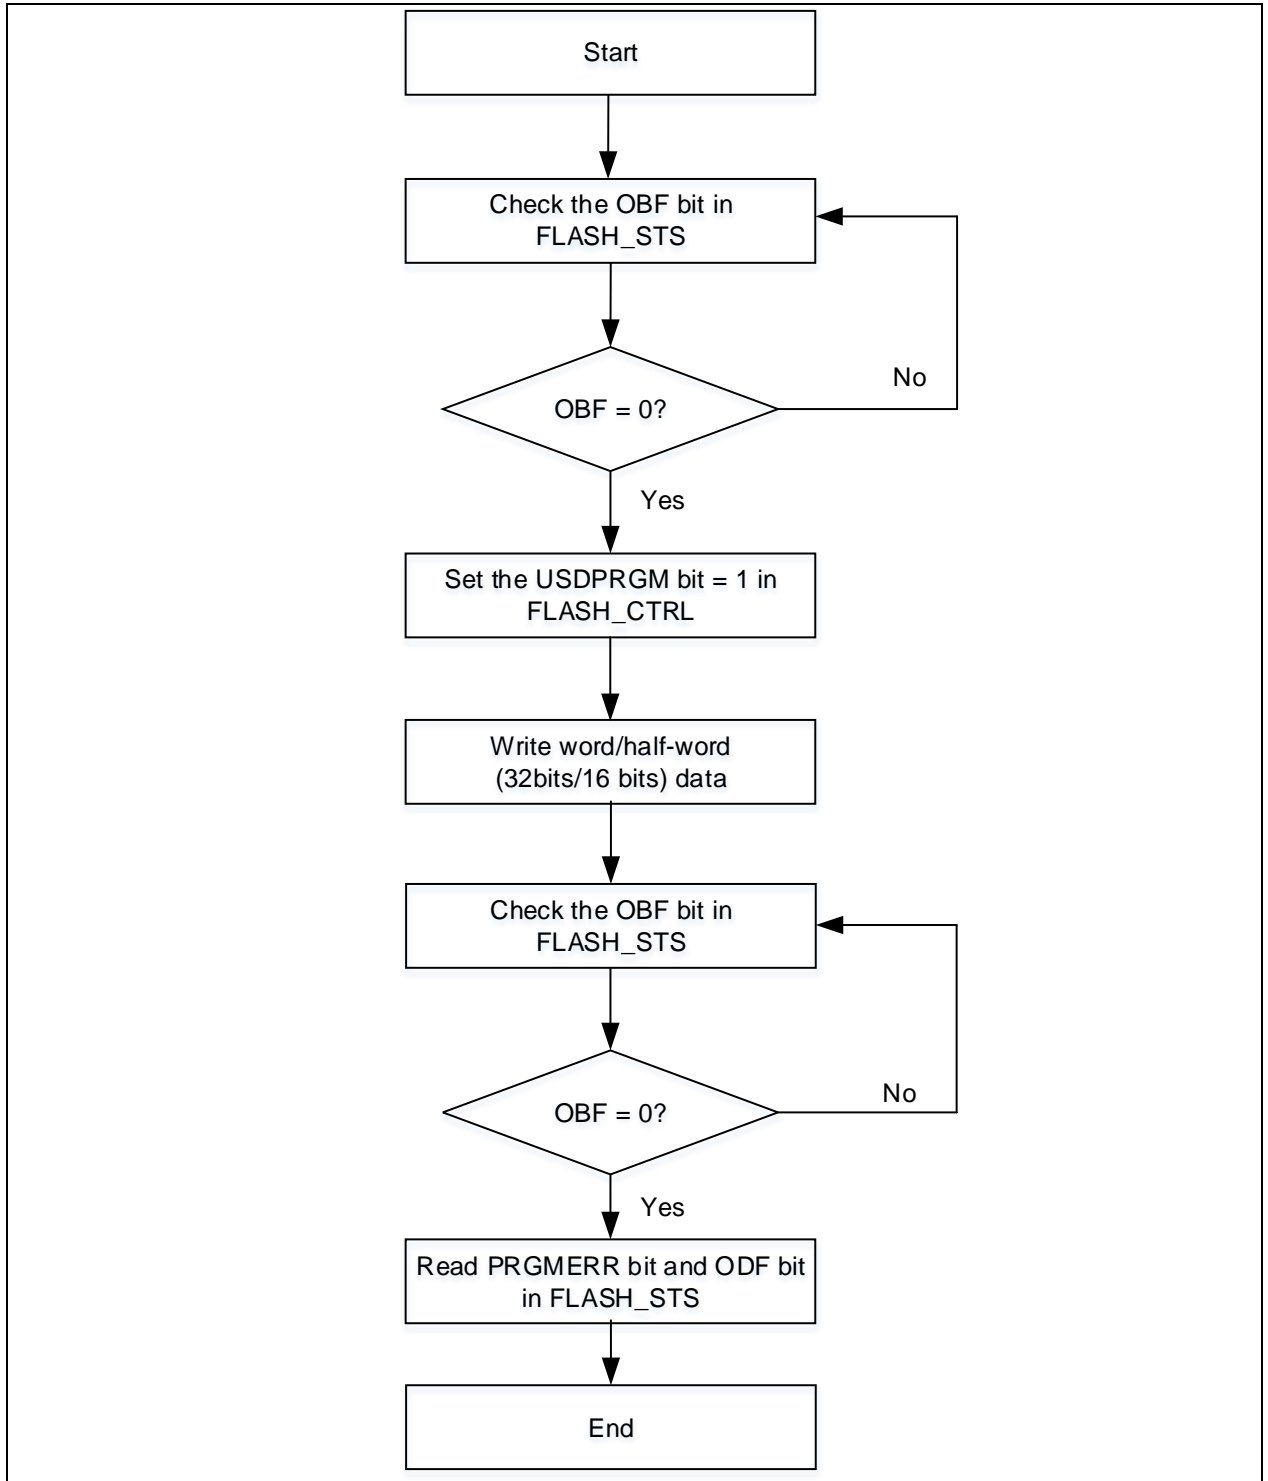 Start
Check the OBF bit in
FLASH_STS
No
OBF = 0?
Yes
Set the USDPRGM bit = 1 in
FLASH_CTRL
Write word/half-word
(32bits/16 bits) data
Check the OBF bit in
FLASH_STS
No
OBF = 0?
Yes
Read PRGMERR bit and ODF bit
in FLASH_STS
End